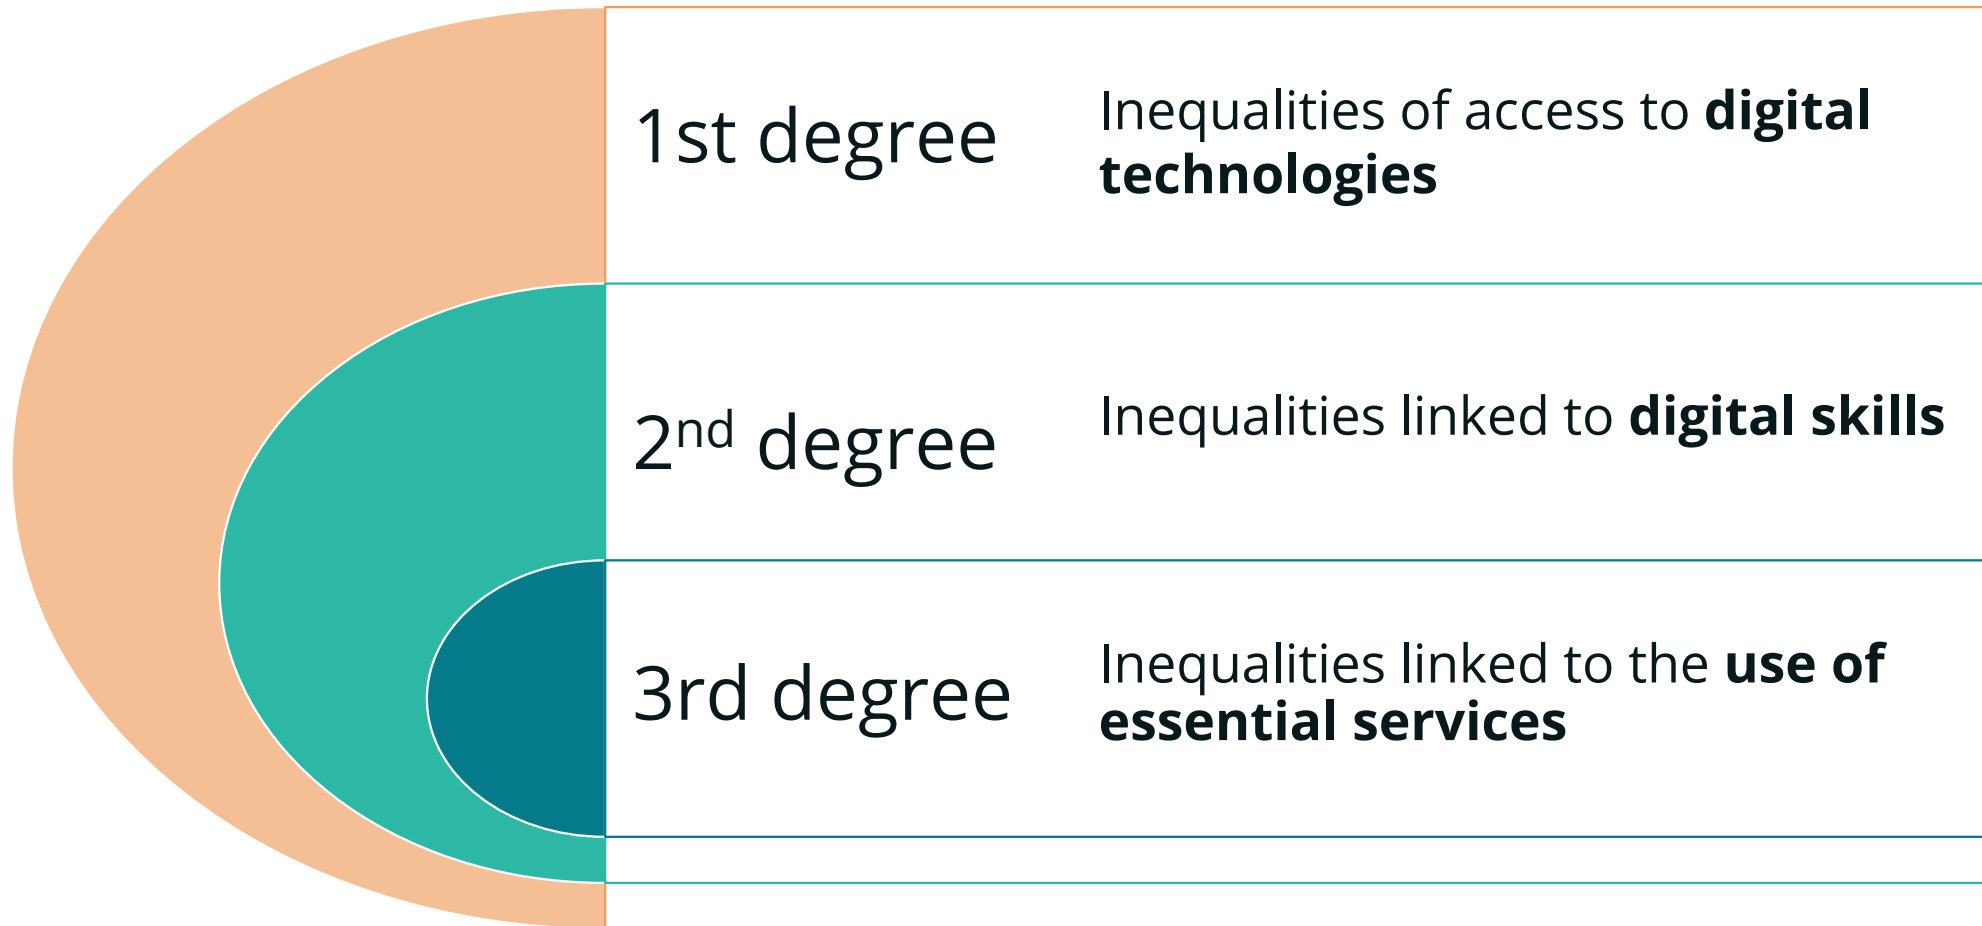 1st degree
Inequalities of access to digital
technologies
2nd degree
Inequalities linked to digital skills
3rd degree
Inequalities linked to the use of
essential services